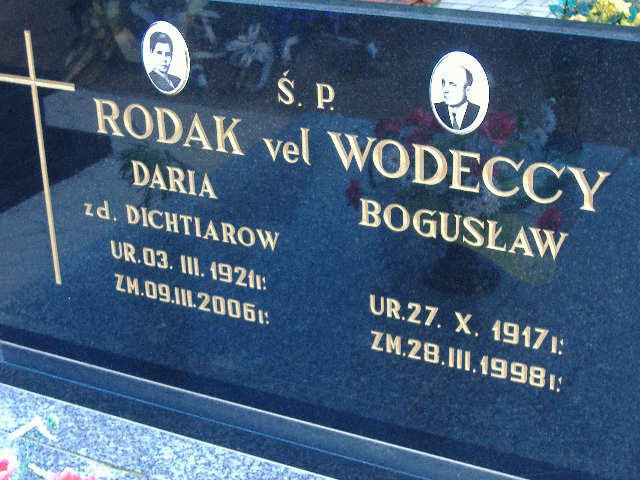 Ś. P.
RODAK vel WODECCY
DARIA
zd. DICHTIAROW
UR.03. III. 1921r.
ZM.09.III.2006r.
BOGUSŁAW
UR.27. X. 1917r.
ZM.28.III.1998r.